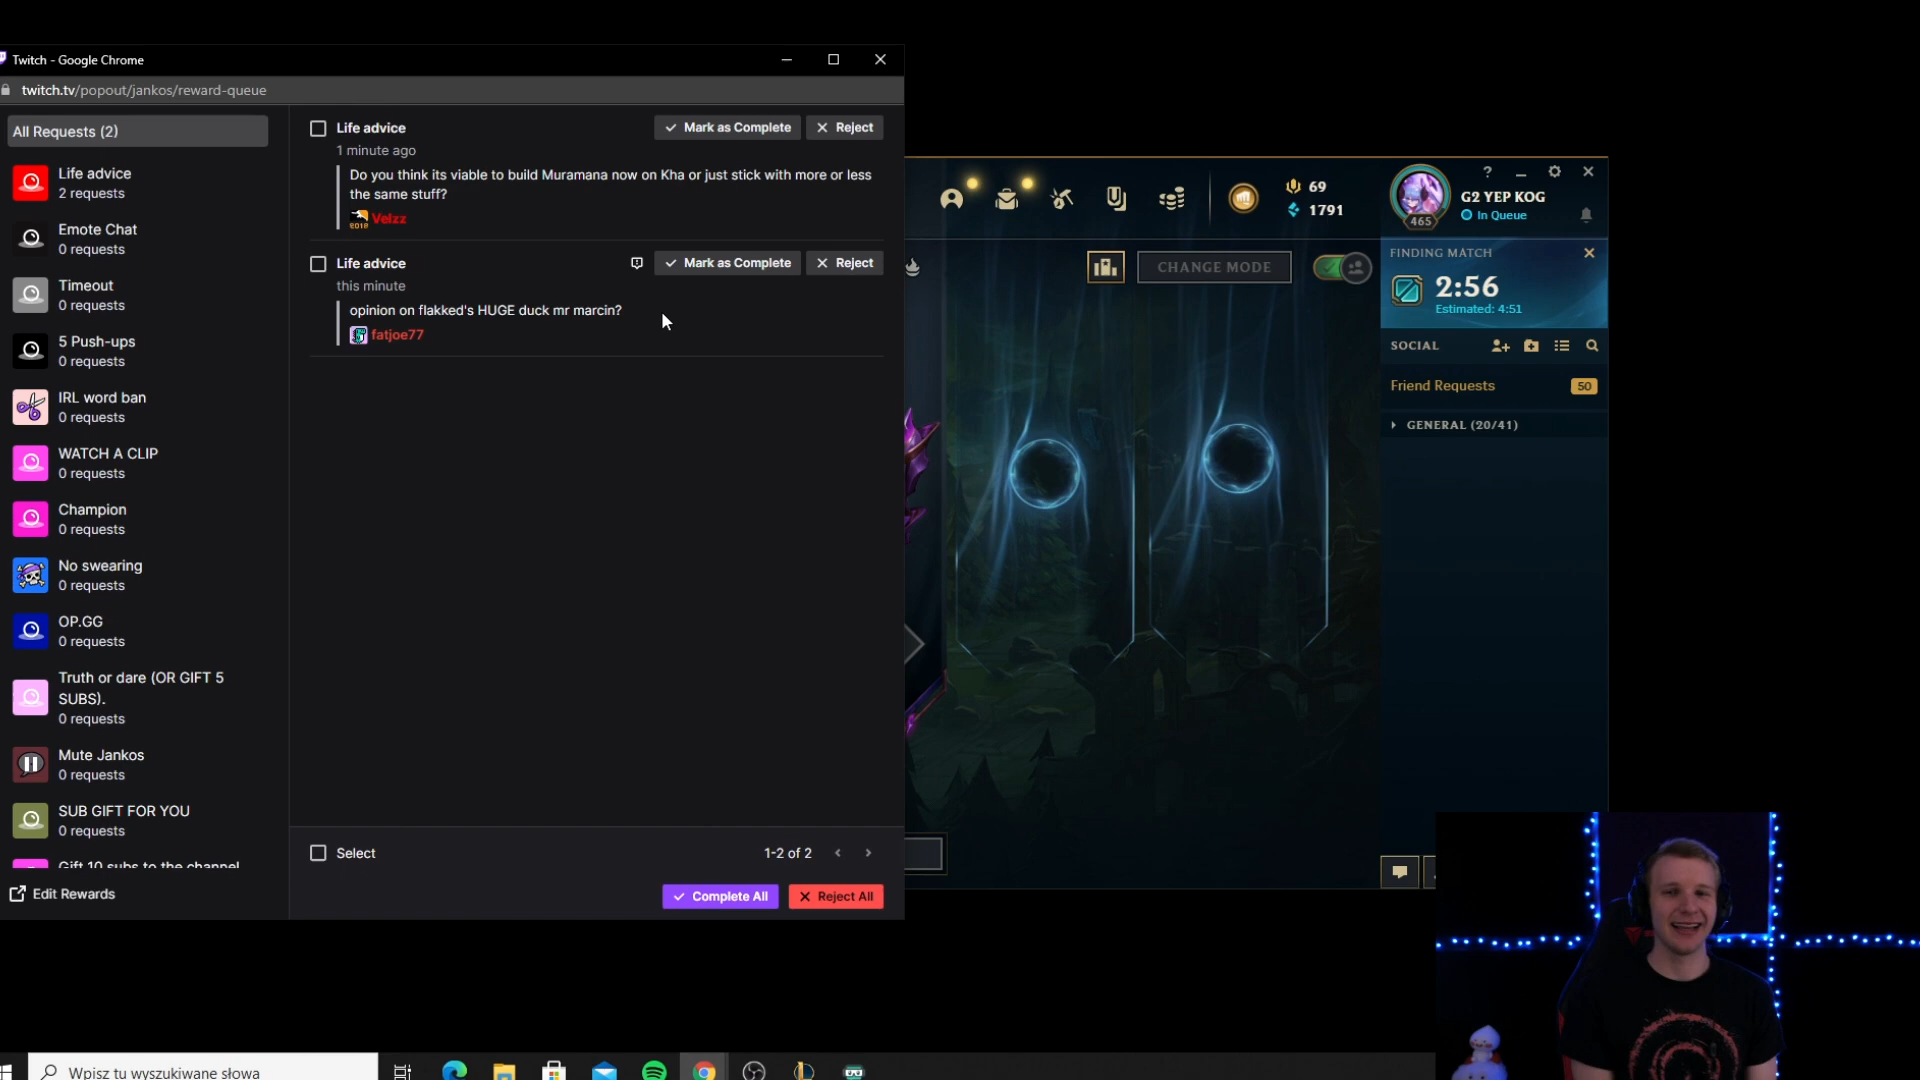 Twitch - Google Chrome
twitch.tv/popout/jankos/reward-queue
All Requests (2)
Life advice
2 requests
Emote Chat
0 requests
Timeout
0 requests
5 Push-ups
0 requests
IRL word ban
0 requests
WATCH A CLIP
0 requests
Champion
0 requests
No swearing
0 requests
OP.GG
0 requests
Truth or dare (OR GIFT 5
SUBS).
0 requests
Mute Jankos
0 requests
SUB GIFT FOR YOU
0 requests
Gift 10 subs to the channel
Edit Rewards
Life advice
Mark as Complete
Reject
1 minute ago
Do you think its viable to build Muramana now on Kha or just stick with more or less
the same stuff?
2018 Velzz
Life advice
Mark as Complete
Reject
this minute
opinion on flakked's HUGE duck mr marcin?
fatjoe77
Select
1-2 of 2
Complete All
Reject All
69
1791
CHANGE MODE
465
G2 YEP KOG
In Queue
FINDING MATCH
2:56
Estimated: 4:51
SOCIAL
Friend Requests
50
GENERAL (20/41)
Wpisz tu wyszukiwane słowa